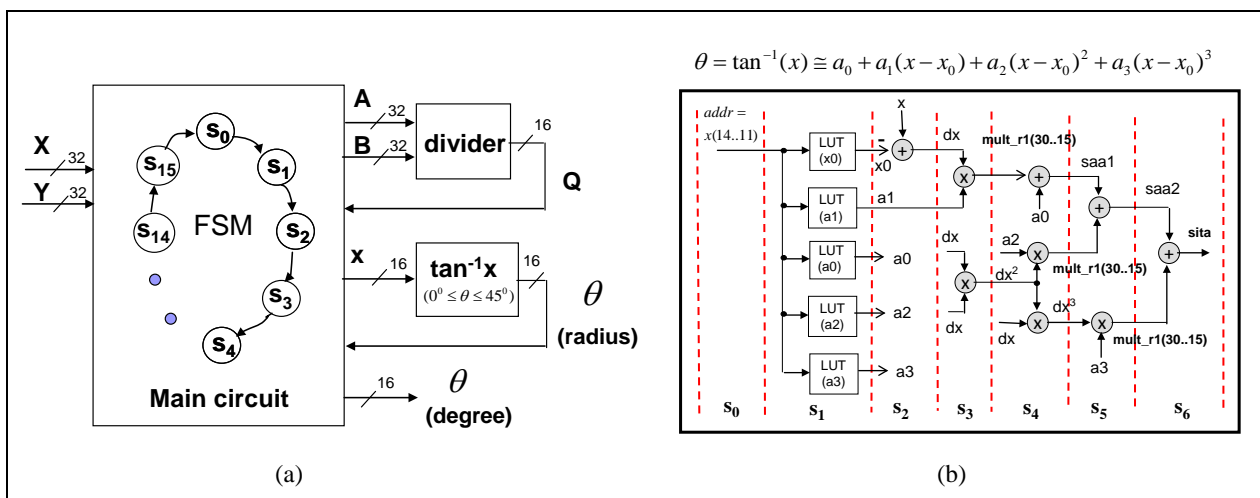 X
32
Y
32
S0
S1
S2
S3
S4
S14
S15
FSM
Main circuit
A
32
B
32
divider
16
Q
x
16
tan⁻¹x
(0⁰ ≤ θ ≤ 45⁰)
16
θ
(radius)
16
θ
(degree)
(a)
θ = tan⁻¹(x) ≅ a₀ + a₁(x − x₀) + a₂(x − x₀)² + a₃(x − x₀)³
addr =
x(14..11)
LUT
(x0)
LUT
(a1)
LUT
(a0)
LUT
(a2)
LUT
(a3)
x
-
+
x0
dx
a1
a0
a2
a3
mult_r1(30..15)
x
+
a0
saa1
+
saa2
+
sita
dx
x
dx
dx²
a2
x
mult_r1(30..15)
dx
x
dx³
x
a3
mult_r1(30..15)
s₀
s₁
s₂
s₃
s₄
s₅
s₆
(b)